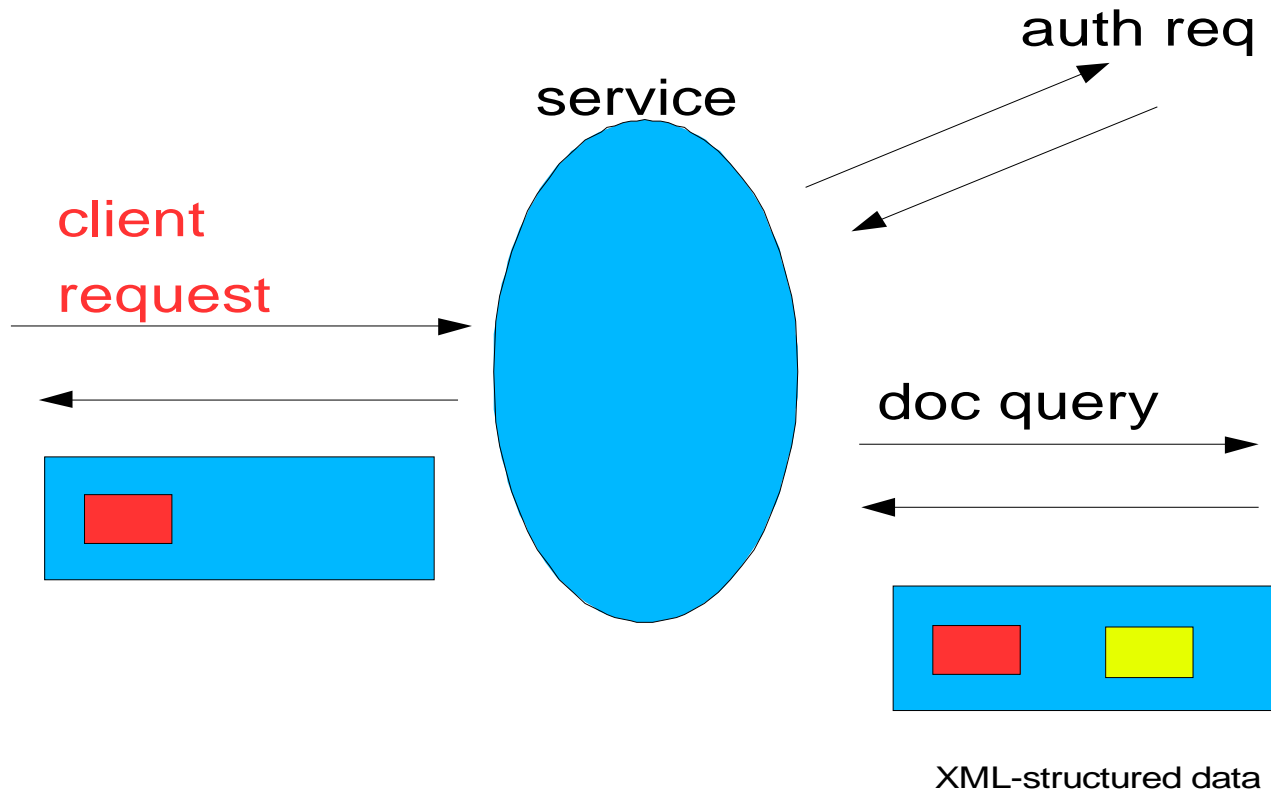 auth req
service
client
request
doc query
XML-structured data